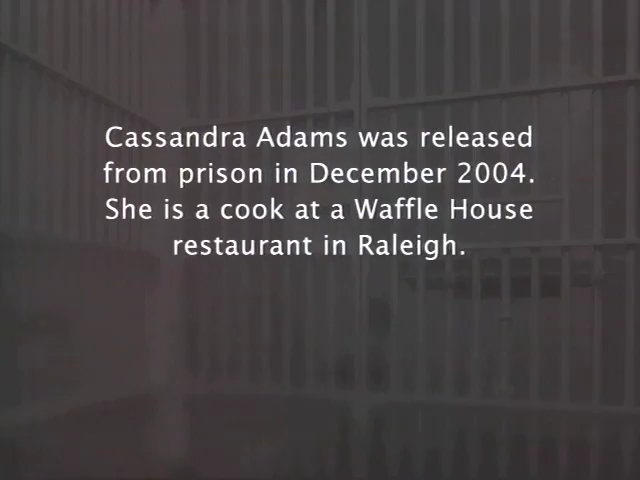 Cassandra Adams was released
from prison in December 2004.
She is a cook at a Waffle House
restaurant in Raleigh.